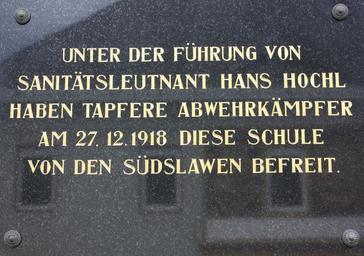 UNTER DER FÜHRUNG VON
SANITÄTSLEUTNANT HANS HOCHL
HABEN TAPFERE ABWEHRKÄMPFER
AM 27. 12. 1918 DIESE SCHULE
VON DEN SÜDSLAWEN BEFREIT.